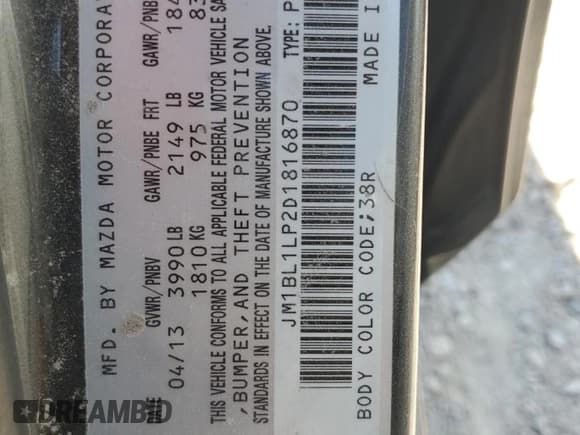 MFD. BY MAZDA MOTOR CORPORA
DATE GVWR/PNBV GAWR/PNBE FRT GAWR/PNB
04/13 3990 LB 2149 LB 184
1810 KG 975 KG 83
THIS VEHICLE CONFORMS TO ALL APPLICABLE FEDERAL MOTOR VEHICLE SA
,BUMPER,AND THEFT PREVENTION
STANDARDS IN EFFECT ON THE DATE OF MANUFACTURE SHOWN ABOVE.
JM1BL1LP2D1816870 TYPE: P
BODY COLOR CODE;38R MADE I
DREAMBID